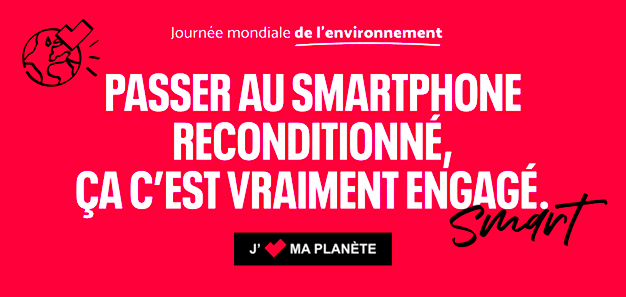 Journée mondiale de l'environnement
PASSER AU SMARTPHONE
RECONDITIONNÉ,
ÇA C'EST VRAIMENT ENGAGÉ.
smart
J' MA PLANÈTE